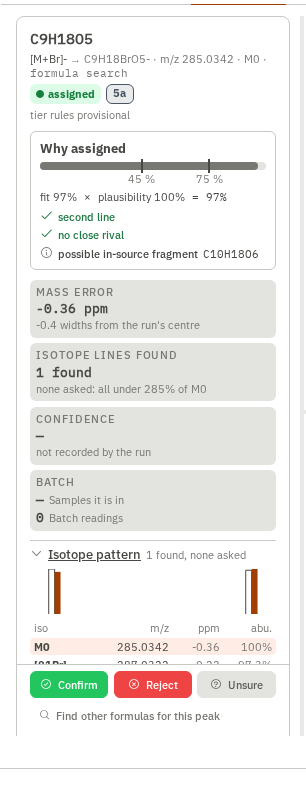 C9H18O5
[M+Br]- → C9H18BrO5- · m/z 285.0342 · M0 ·
formula search
assigned 5a
tier rules provisional
Why assigned
45 % 75 %
fit 97% × plausibility 100% = 97%
second line
no close rival
possible in-source fragment C10H18O6
MASS ERROR
-0.36 ppm
-0.4 widths from the run's centre
ISOTOPE LINES FOUND
1 found
none asked: all under 285% of M0
CONFIDENCE
—
not recorded by the run
BATCH
— Samples it is in
0 Batch readings
Isotope pattern 1 found, none asked
iso m/z ppm abu.
M0 285.0342 -0.36 100%
Confirm Reject Unsure
Find other formulas for this peak